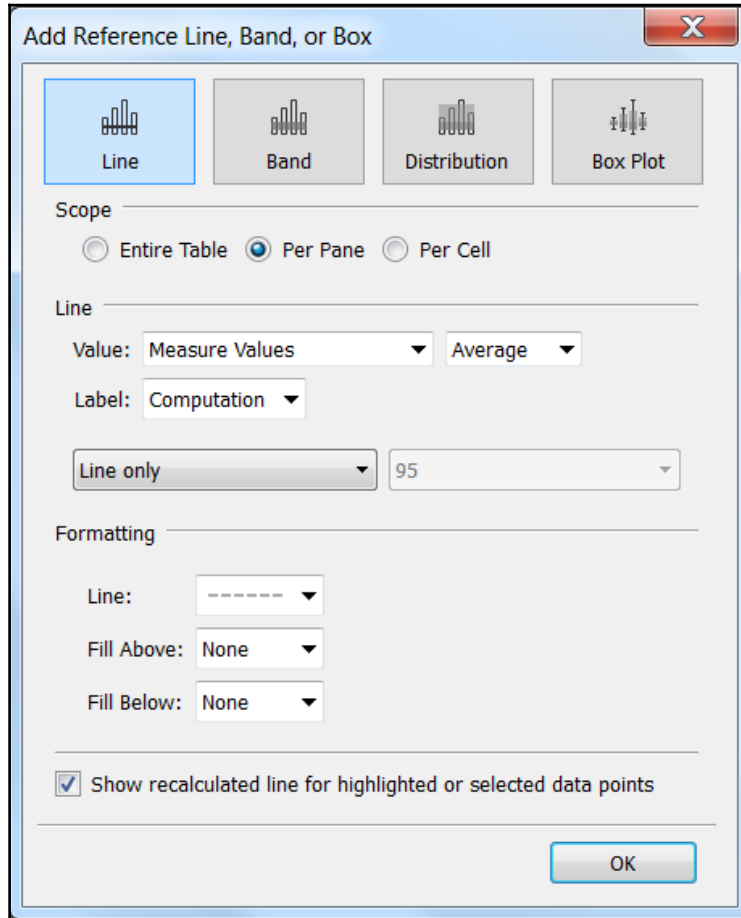 Add Reference Line, Band, or Box
Line
Band
Distribution
Box Plot
Scope
Entire Table
Per Pane
Per Cell
Line
Value: Measure Values Average
Label: Computation
Line only 95
Formatting
Line:
Fill Above: None
Fill Below: None
Show recalculated line for highlighted or selected data points
OK